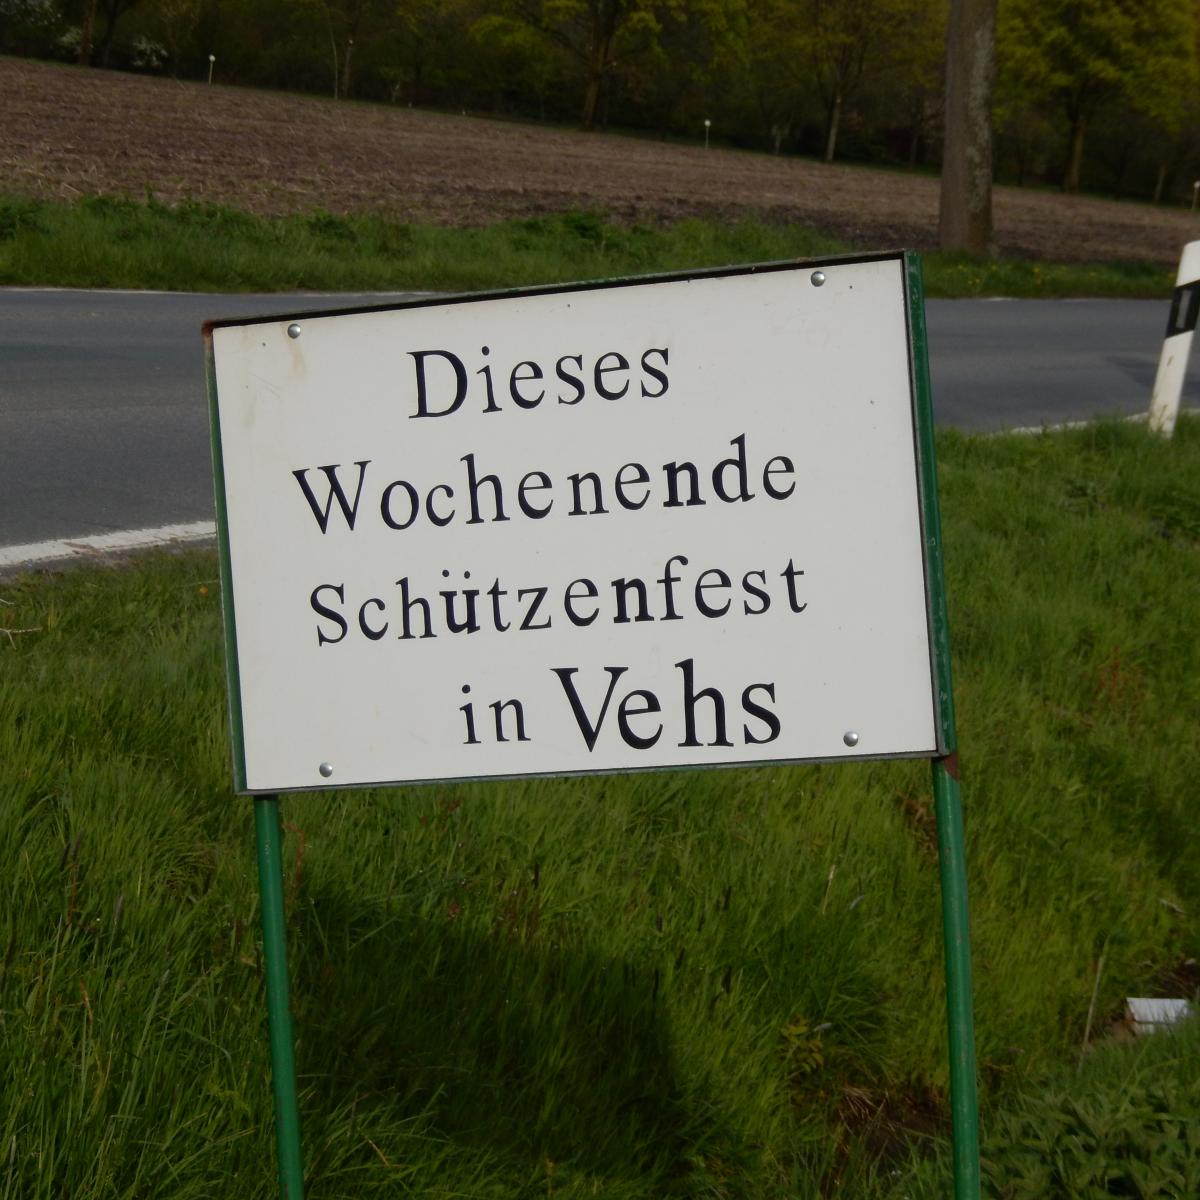 Dieses
Wochenende
Schützenfest
in Vehs